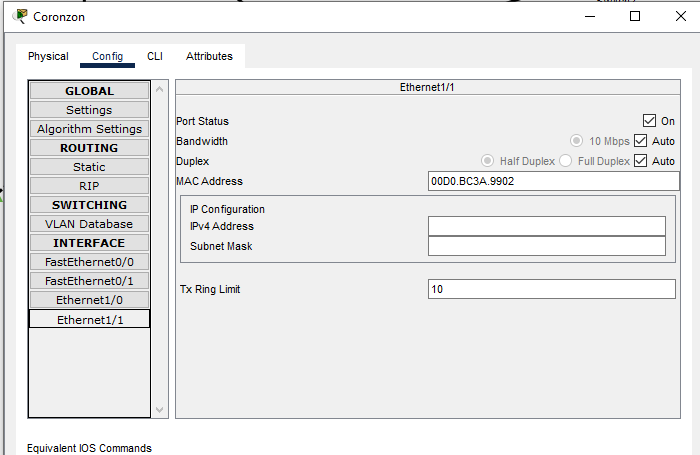 Coronzon
Physical Config CLI Attributes
GLOBAL
Settings
Algorithm Settings
ROUTING
Static
RIP
SWITCHING
VLAN Database
INTERFACE
FastEthernet0/0
FastEthernet0/1
Ethernet1/0
Ethernet1/1
Ethernet1/1
Port Status On
Bandwidth 10 Mbps Auto
Duplex Half Duplex Full Duplex Auto
MAC Address 00D0.BC3A.9902
IP Configuration
IPv4 Address
Subnet Mask
Tx Ring Limit 10
Equivalent IOS Commands